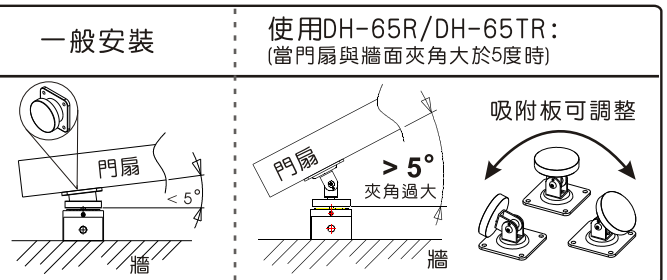 一般安裝
使用DH-65R/DH-65TR:
(當門扇與牆面夾角大於5度時)
門扇
< 5°
牆
門扇
> 5°
夾角過大
牆
吸附板可調整